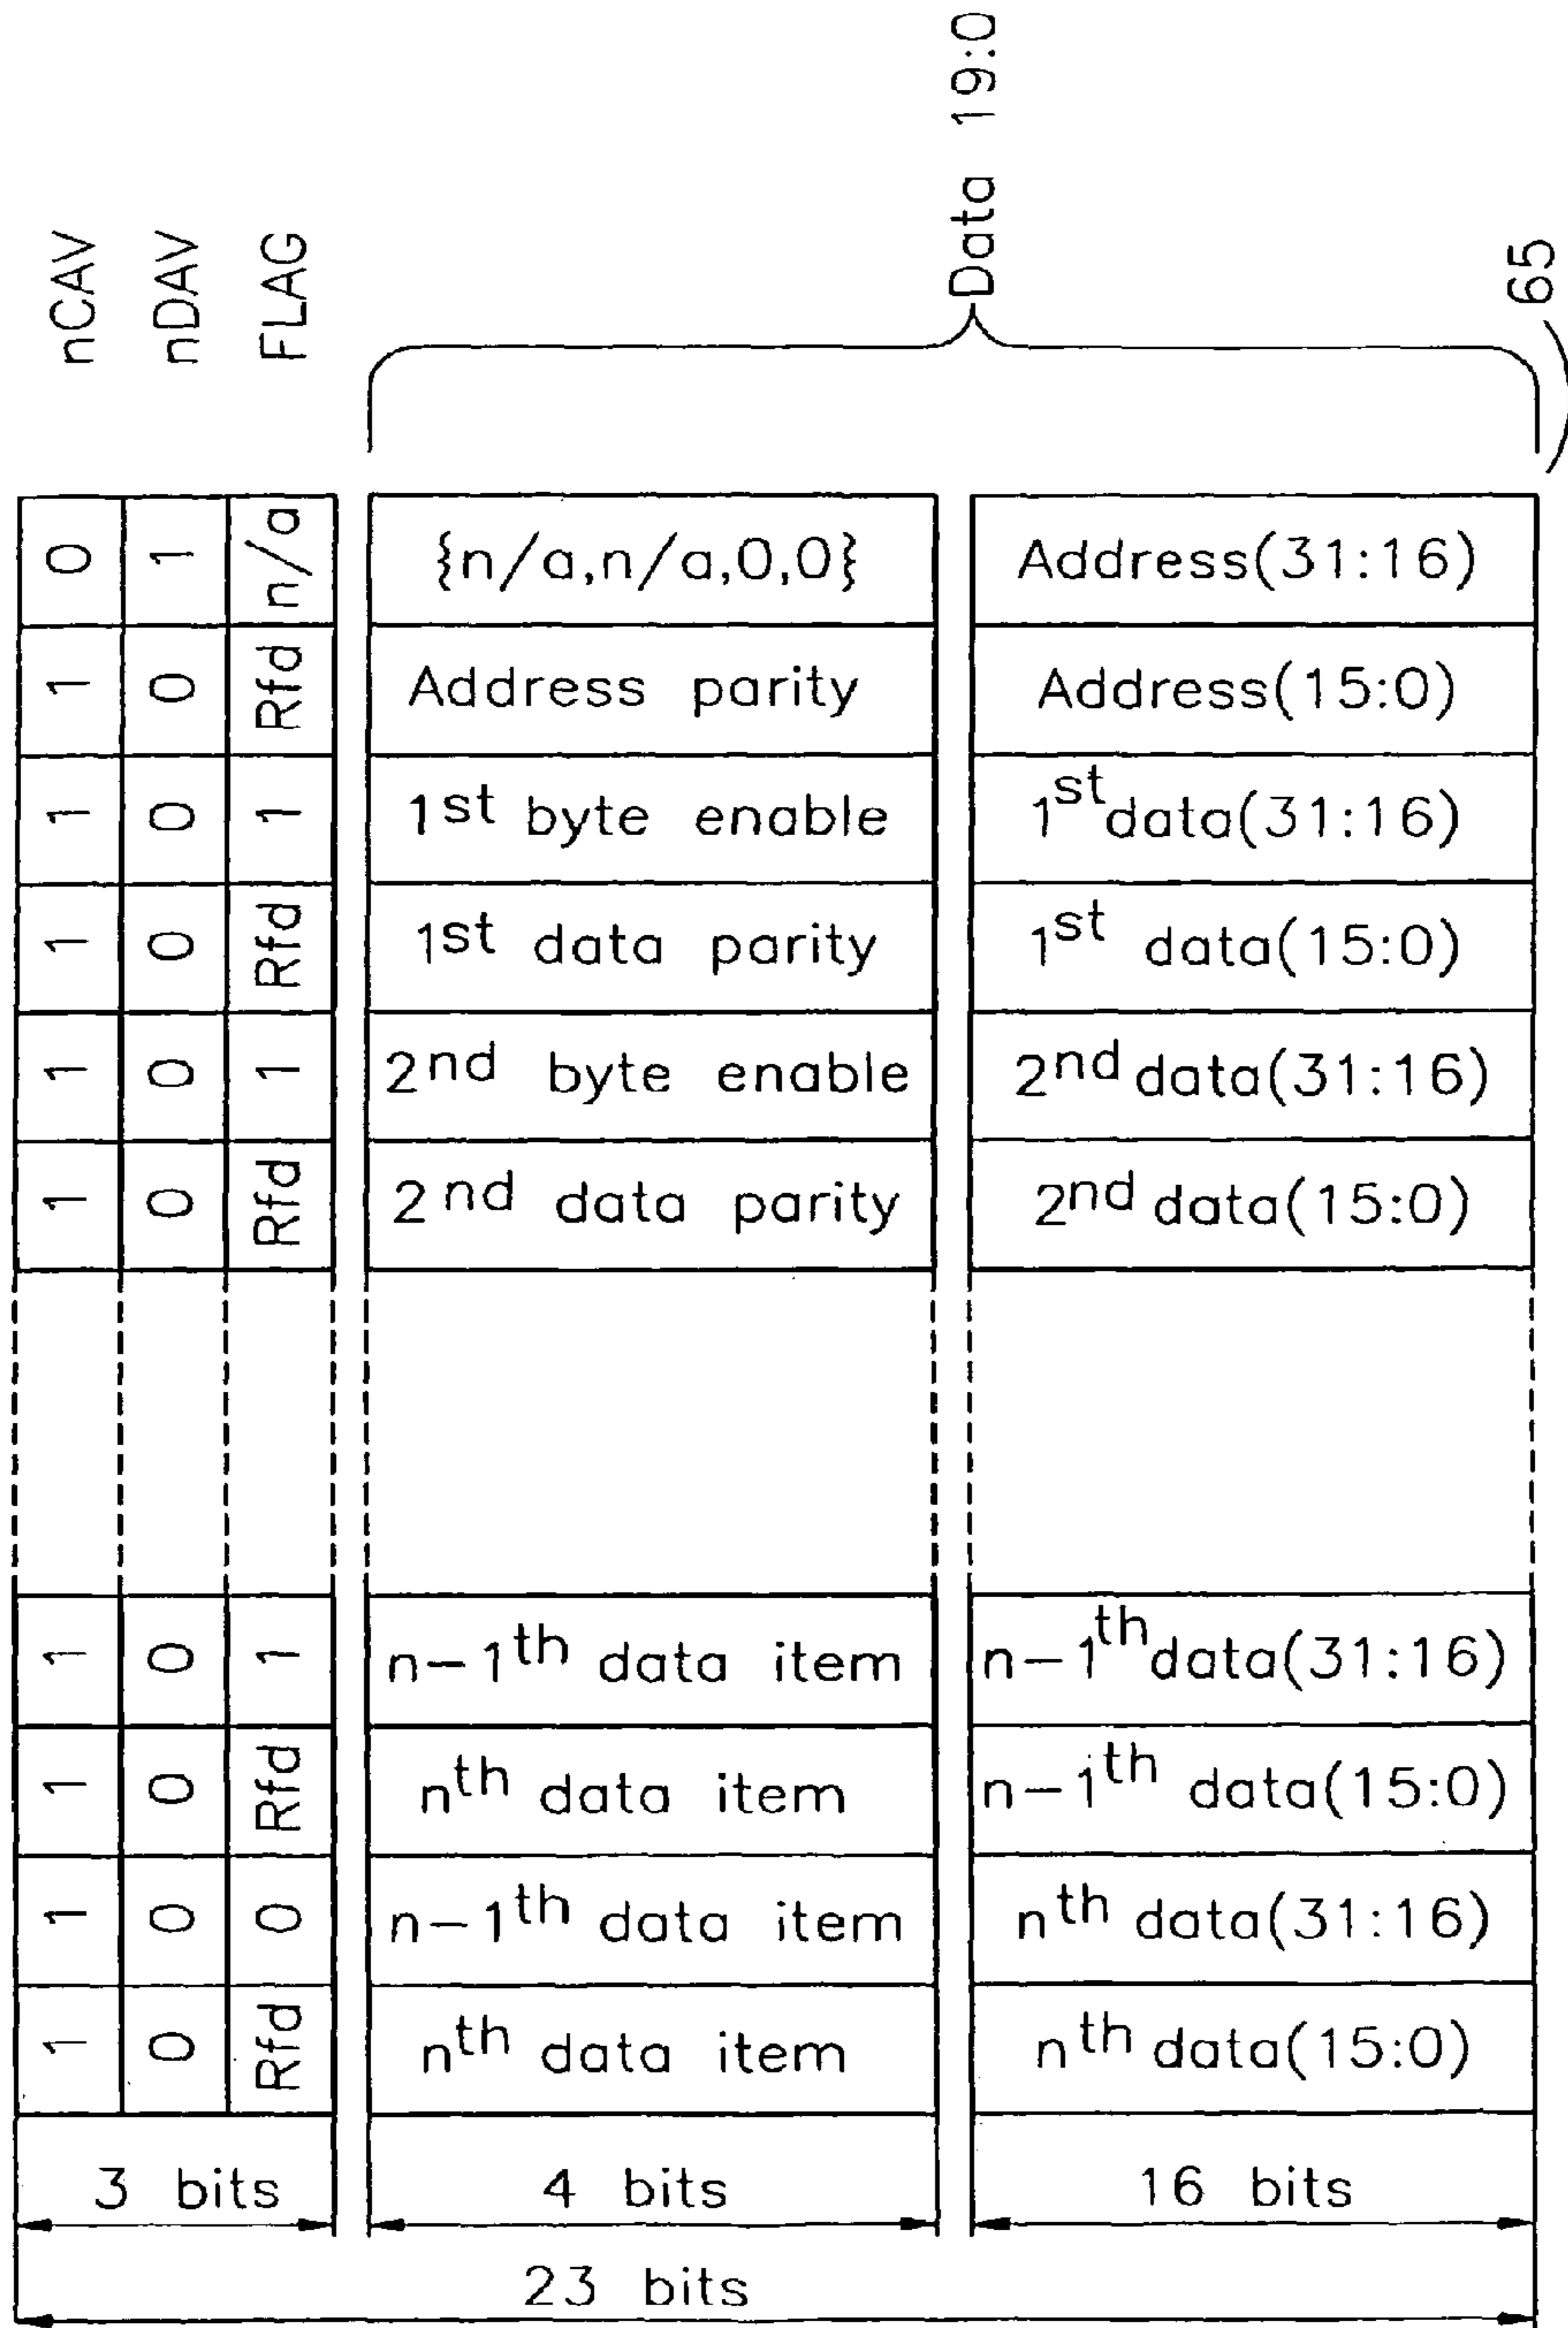 nCAV nDAV FLAG
Data 19:0
65
0 1 n/a {n/a,n/a,0,0} Address(31:16)
1 0 Rfd Address parity Address(15:0)
1 0 1 1st byte enable 1st data(31:16)
1 0 Rfd 1st data parity 1st data(15:0)
1 0 1 2nd byte enable 2nd data(31:16)
1 0 Rfd 2nd data parity 2nd data(15:0)
1 0 1 n-1th data item n-1th data(31:16)
1 0 Rfd nth data item n-1th data(15:0)
1 0 0 n-1th data item nth data(31:16)
1 0 Rfd nth data item nth data(15:0)
3 bits 4 bits 16 bits
23 bits